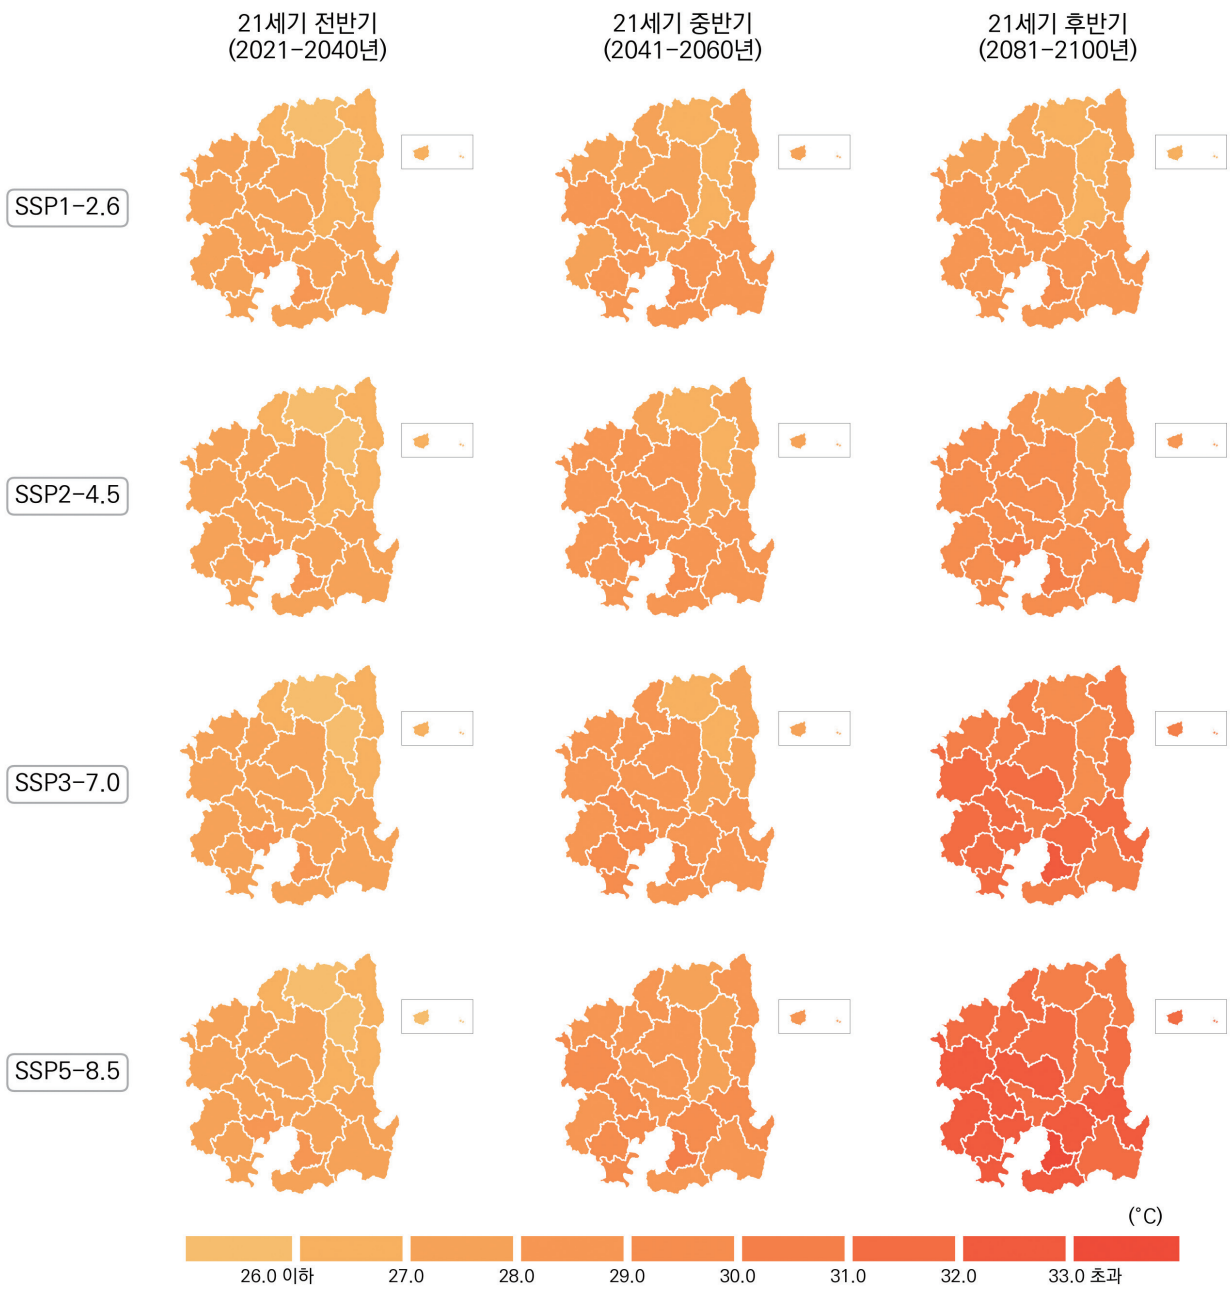 21세기 전반기
(2021-2040년)
21세기 중반기
(2041-2060년)
21세기 후반기
(2081-2100년)
SSP1-2.6
SSP2-4.5
SSP3-7.0
SSP5-8.5
(°C)
26.0 이하
27.0
28.0
29.0
30.0
31.0
32.0
33.0 초과